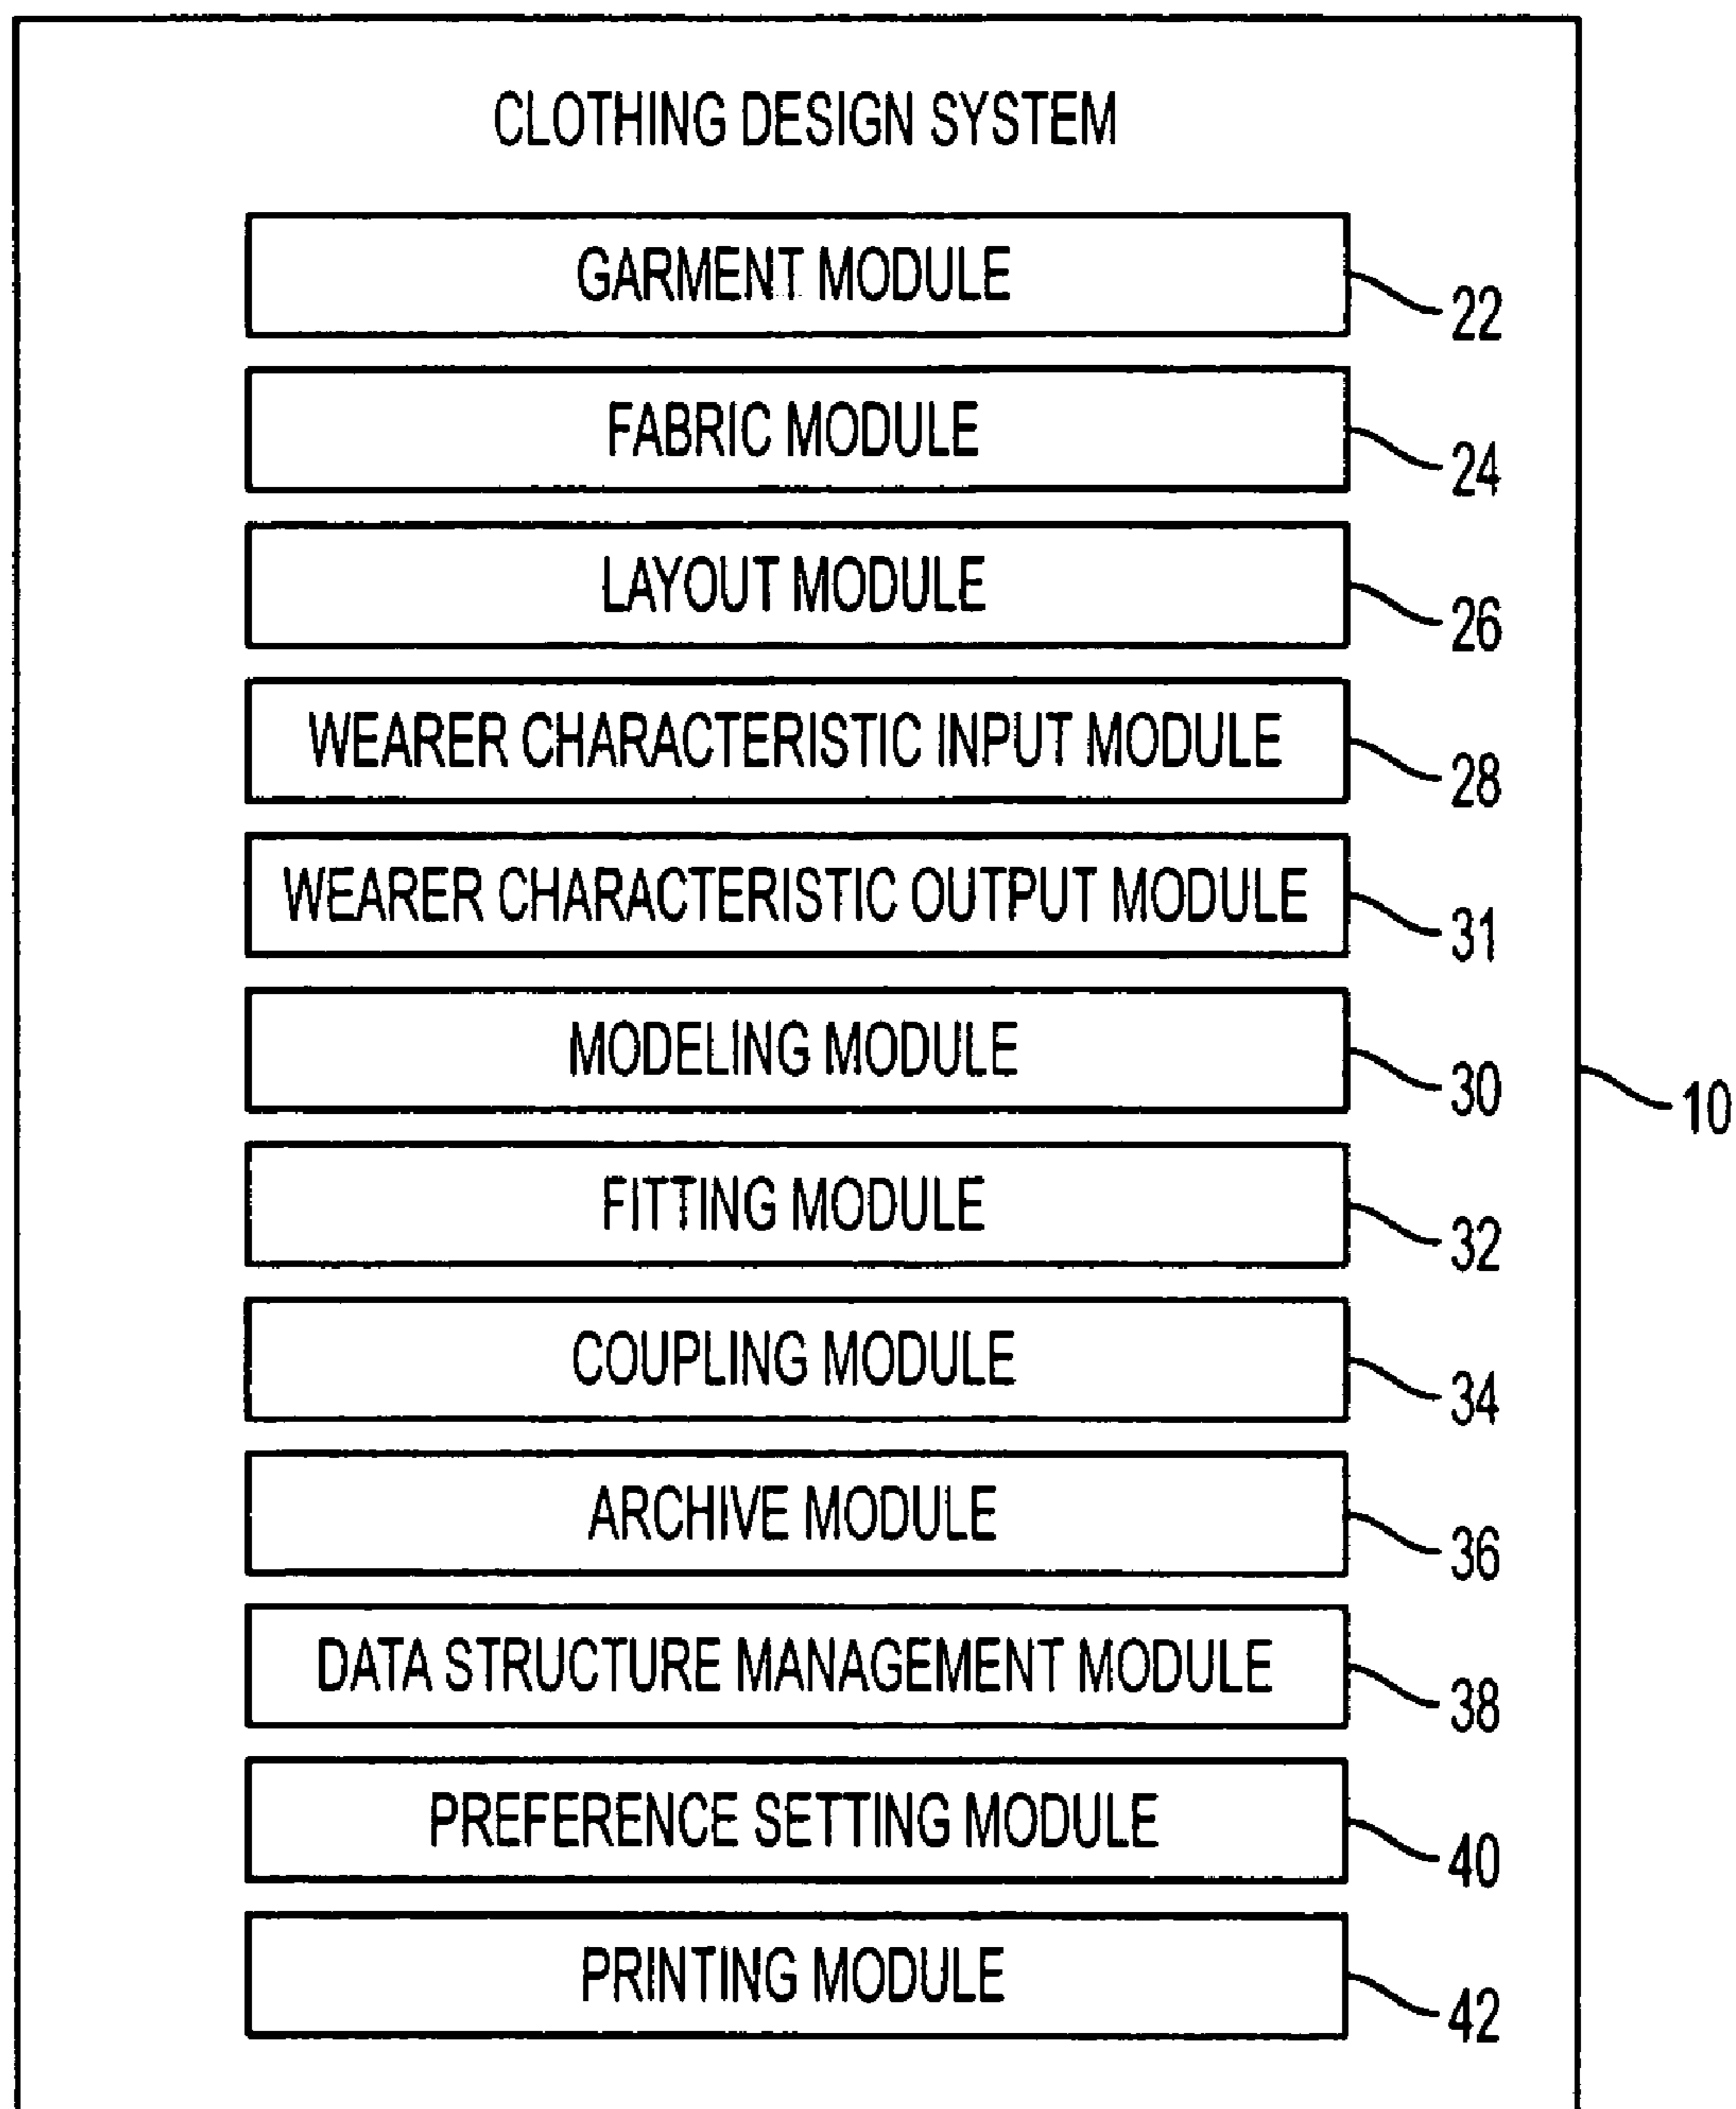 CLOTHING DESIGN SYSTEM
GARMENT MODULE
22
FABRIC MODULE
24
LAYOUT MODULE
26
WEARER CHARACTERISTIC INPUT MODULE
28
WEARER CHARACTERISTIC OUTPUT MODULE
31
MODELING MODULE
30
10
FITTING MODULE
32
COUPLING MODULE
34
ARCHIVE MODULE
36
DATA STRUCTURE MANAGEMENT MODULE
38
PREFERENCE SETTING MODULE
40
PRINTING MODULE
42